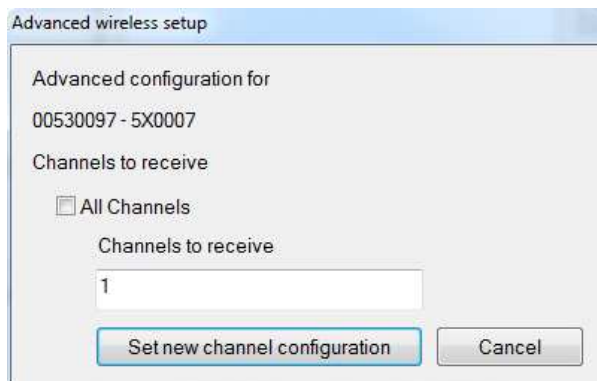 Advanced wireless setup
Advanced configuration for
00530097 - 5X0007
Channels to receive
All Channels
Channels to receive
1
Set new channel configuration Cancel